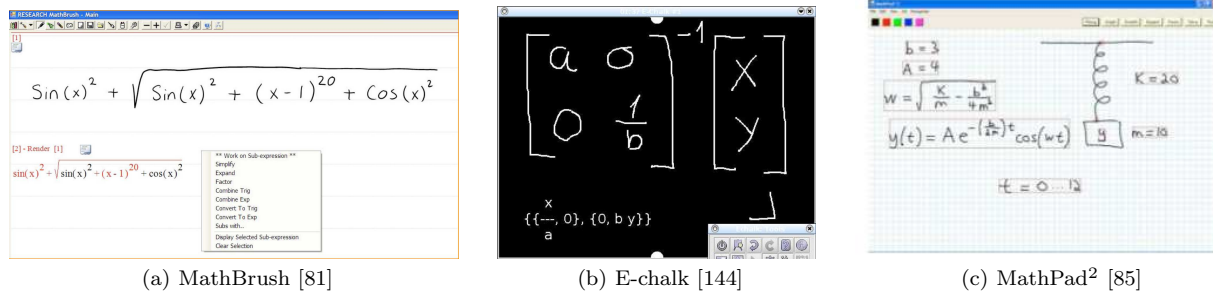 RESEARCH MathBrush - Main
[1]
Sin(x)² + √(Sin(x)² + (x-1)²⁰ + Cos(x)²)
[2] - Render [1]
sin(x)² + √(sin(x)² + (x-1)²⁰ + cos(x)²)
** Work on Sub-expression **
Simplify
Expand
Factor
Combine Trig
Combine Exp
Convert To Trig
Convert To Exp
Subs with..
Display Selected Sub-expression
Clear Selection
(a) MathBrush [81]
-1
a 0 x
0 1/b y
x
{{---, 0}, {0, b y}}
a
(b) E-chalk [144]
b = 3
A = 4
w = √(K/m - b²/4m²)
y(t) = A e^-(b/2m)t cos(wt)
t = 0 ... 12
K = 20
y
m = 10
(c) MathPad² [85]